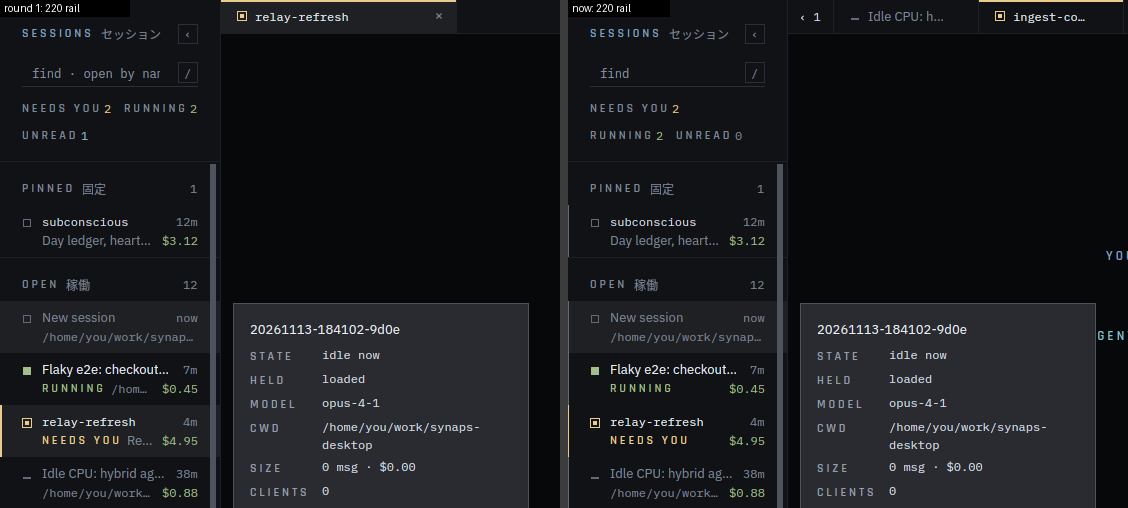 round 1: 220 rail
SESSIONS セッション ‹
find · open by nar /
NEEDS YOU 2 RUNNING 2
UNREAD 1
PINNED 固定 1
subconscious 12m
Day ledger, heart… $3.12
OPEN 稼働 12
New session now
/home/you/work/synap…
Flaky e2e: checkout… 7m
RUNNING /hom… $0.45
relay-refresh 4m
NEEDS YOU Re… $4.95
Idle CPU: hybrid ag… 38m
/home/you/work… $0.88
relay-refresh ×
20261113-184102-9d0e
STATE idle now
HELD loaded
MODEL opus-4-1
CWD /home/you/work/synaps-
desktop
SIZE 0 msg · $0.00
CLIENTS 0
now: 220 rail
SESSIONS セッション ‹
find /
NEEDS YOU 2
RUNNING 2 UNREAD 0
PINNED 固定 1
subconscious 12m
Day ledger, heart… $3.12
OPEN 稼働 12
New session now
/home/you/work/synap…
Flaky e2e: checkout… 7m
RUNNING $0.45
relay-refresh 4m
NEEDS YOU $4.95
Idle CPU: hybrid ag… 38m
/home/you/work… $0.88
‹ 1 Idle CPU: h… ingest-co…
YOU
GEN
20261113-184102-9d0e
STATE idle now
HELD loaded
MODEL opus-4-1
CWD /home/you/work/synaps-
desktop
SIZE 0 msg · $0.00
CLIENTS 0